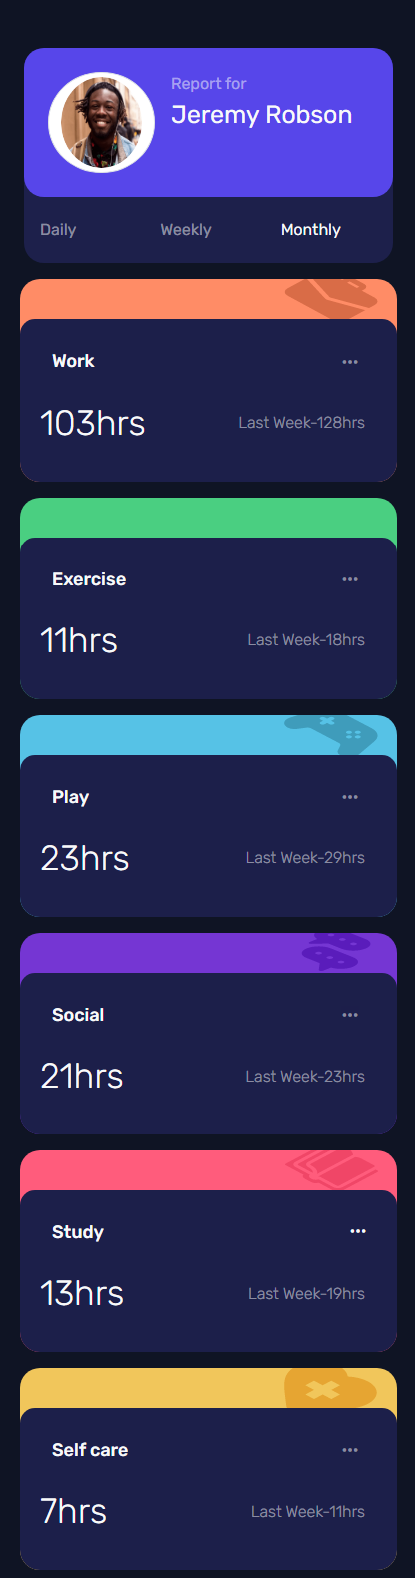 Report for
Jeremy Robson
Daily Weekly Monthly
Work
103hrs Last Week-128hrs
Exercise
11hrs Last Week-18hrs
Play
23hrs Last Week-29hrs
Social
21hrs Last Week-23hrs
Study
13hrs Last Week-19hrs
Self care
7hrs Last Week-11hrs